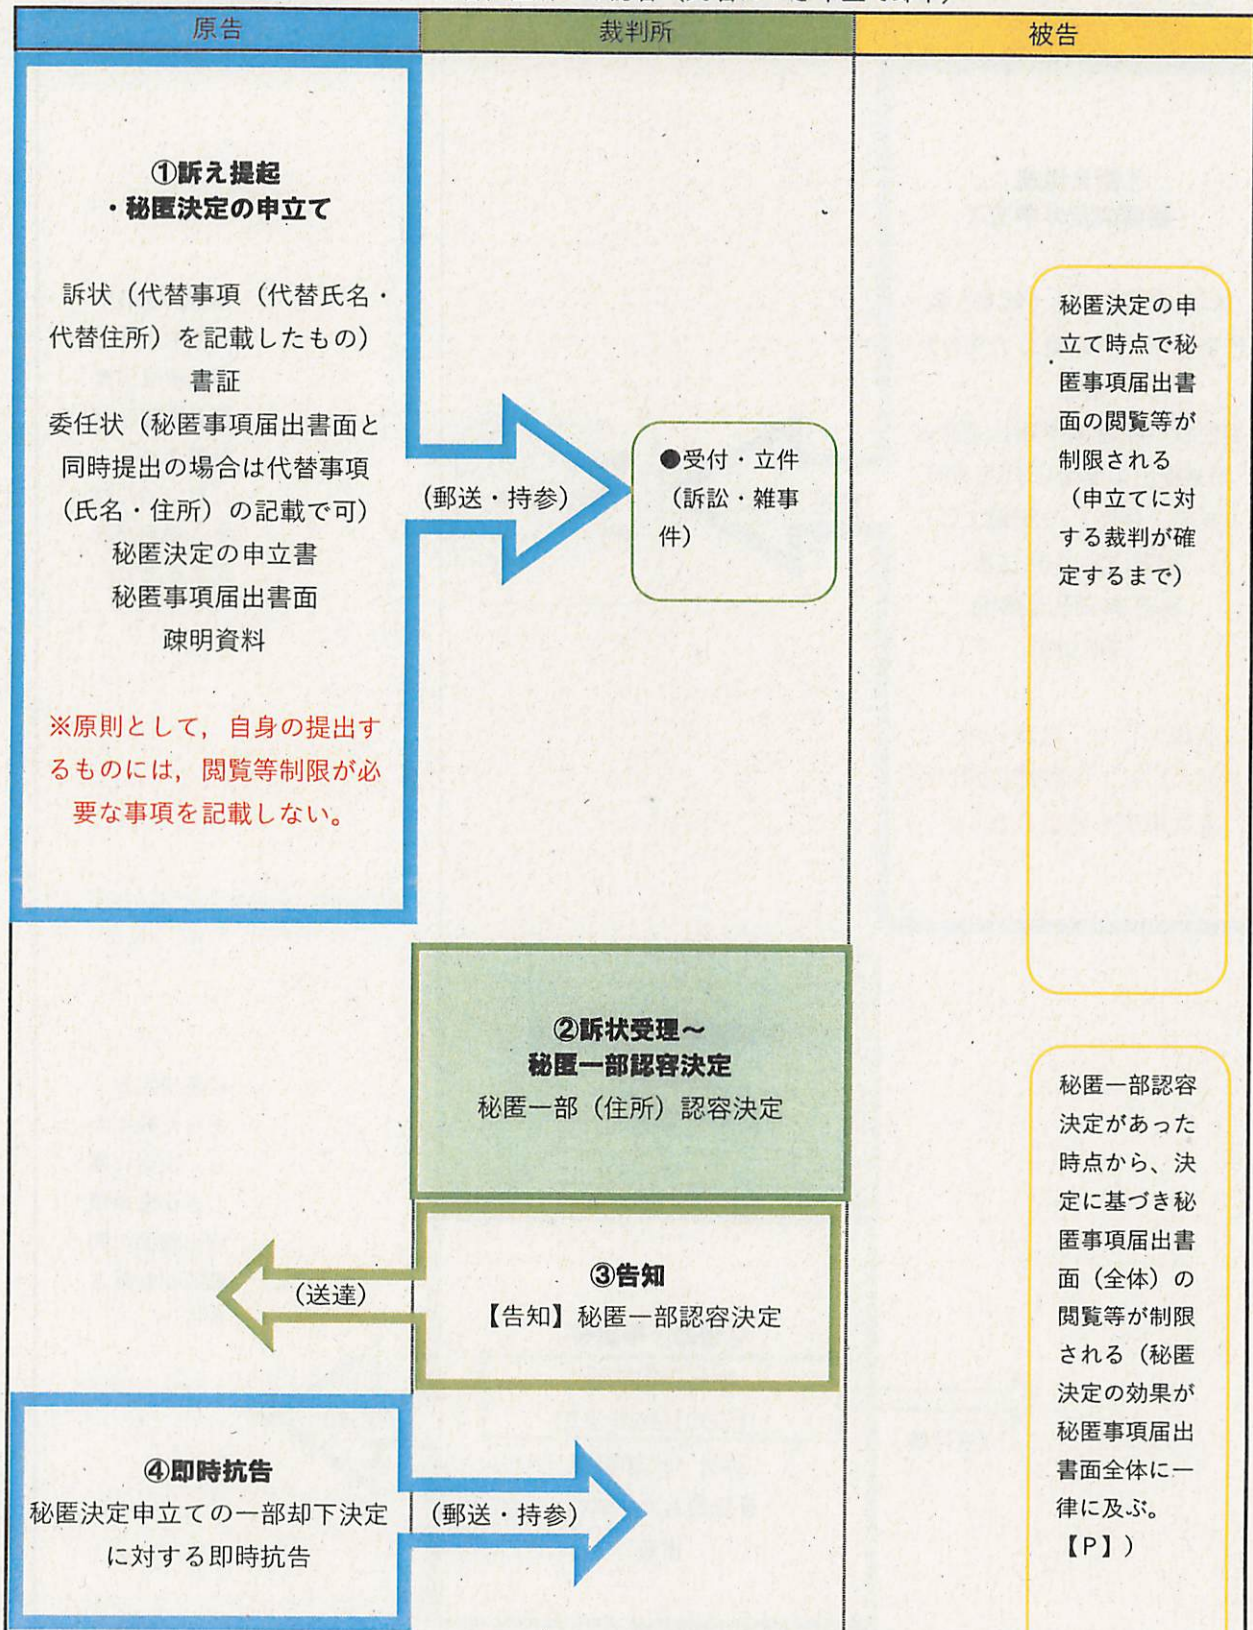 原告
裁判所
被告
①訴え提起
・秘匿決定の申立て
訴状（代替事項（代替氏名・
代替住所）を記載したもの）
書証
委任状（秘匿事項届出書面と
同時提出の場合は代替事項
（氏名・住所）の記載で可）
秘匿決定の申立書
秘匿事項届出書面
疎明資料
※原則として，自身の提出す
るものには，閲覧等制限が必
要な事項を記載しない。
(郵送・持参)
●受付・立件
（訴訟・雑事
件）
秘匿決定の申
立て時点で秘
匿事項届出書
面の閲覧等が
制限される
（申立てに対
する裁判が確
定するまで）
②訴状受理～
秘匿一部認容決定
秘匿一部（住所）認容決定
③告知
【告知】秘匿一部認容決定
(送達)
④即時抗告
秘匿決定申立ての一部却下決定
に対する即時抗告
(郵送・持参)
秘匿一部認容
決定があった
時点から、決
定に基づき秘
匿事項届出書
面（全体）の
閲覧等が制限
される（秘匿
決定の効果が
秘匿事項届出
書面全体に一
律に及ぶ。
【P】）